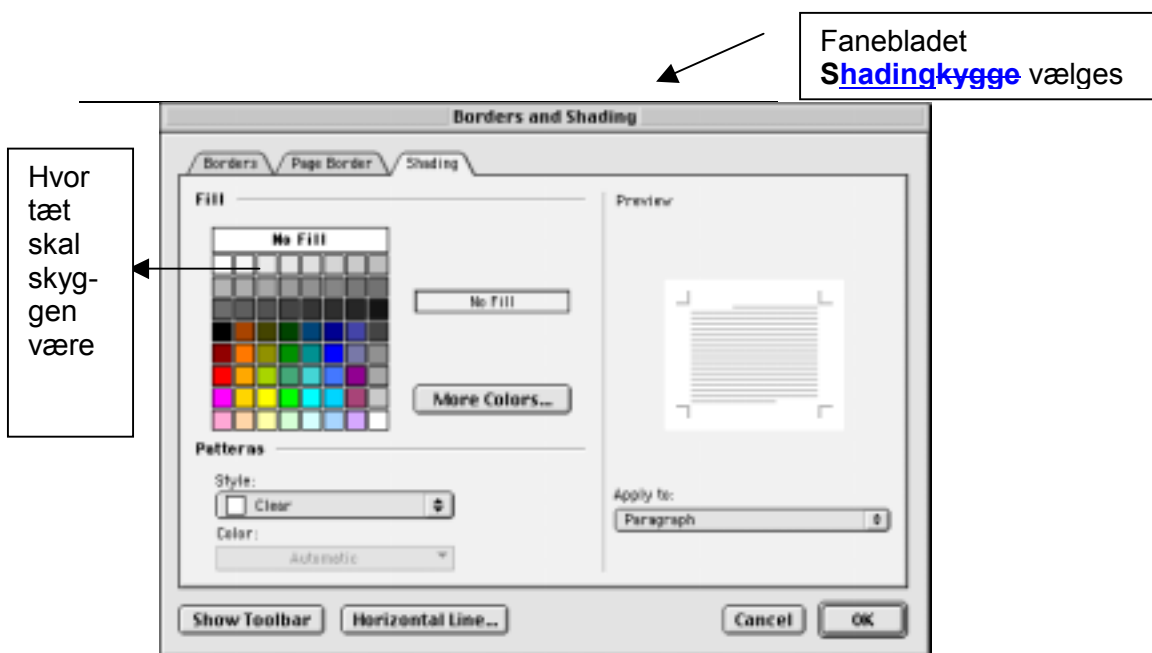 Fanebladet
Shadingkygge vælges
Borders and Shading
Hvor
tæt
skal
skyg-
gen
være
Borders Page Border Shading
Fill
Preview
No Fill
No Fill
More Colors...
Patterns
Style:
Clear
Apply to:
Paragraph
Color:
Automatic
Show Toolbar Horizontal Line... Cancel OK